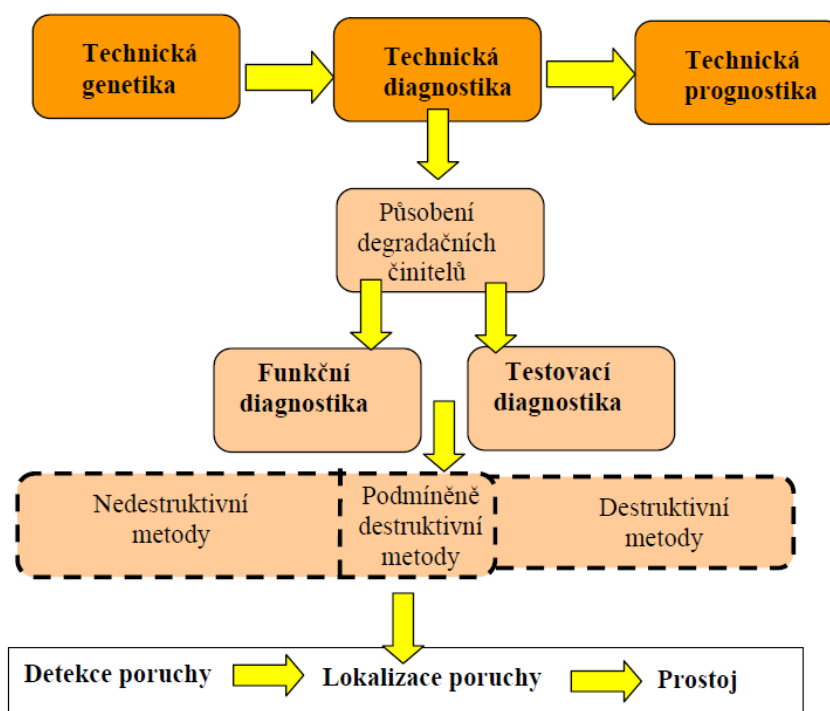 Technická
genetika
Technická
diagnostika
Technická
prognostika
Působení
degradačních
činitelů
Funkční
diagnostika
Testovací
diagnostika
Nedestruktivní
metody
Podmíněně
destruktivní
metody
Destruktivní
metody
Detekce poruchy
Lokalizace poruchy
Prostoj